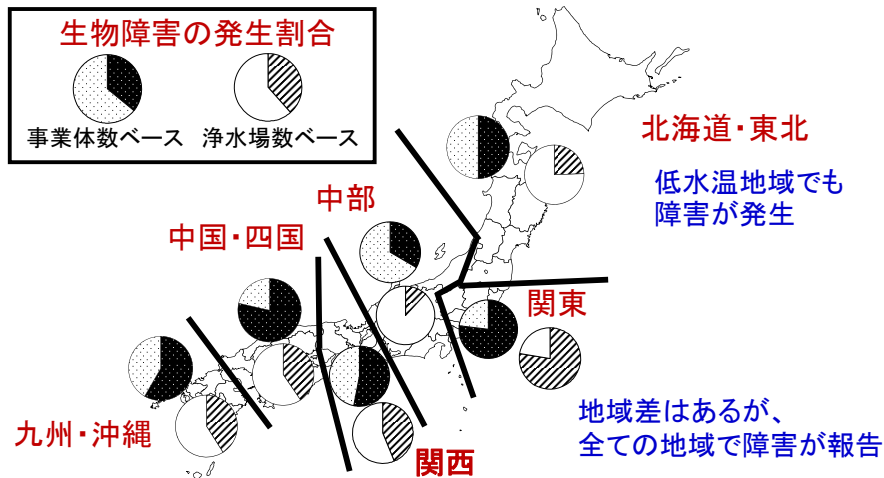 生物障害の発生割合
事業体数ベース
浄水場数ベース
北海道・東北
低水温地域でも
障害が発生
中部
中国・四国
関東
地域差はあるが、
全ての地域で障害が報告
九州・沖縄
関西